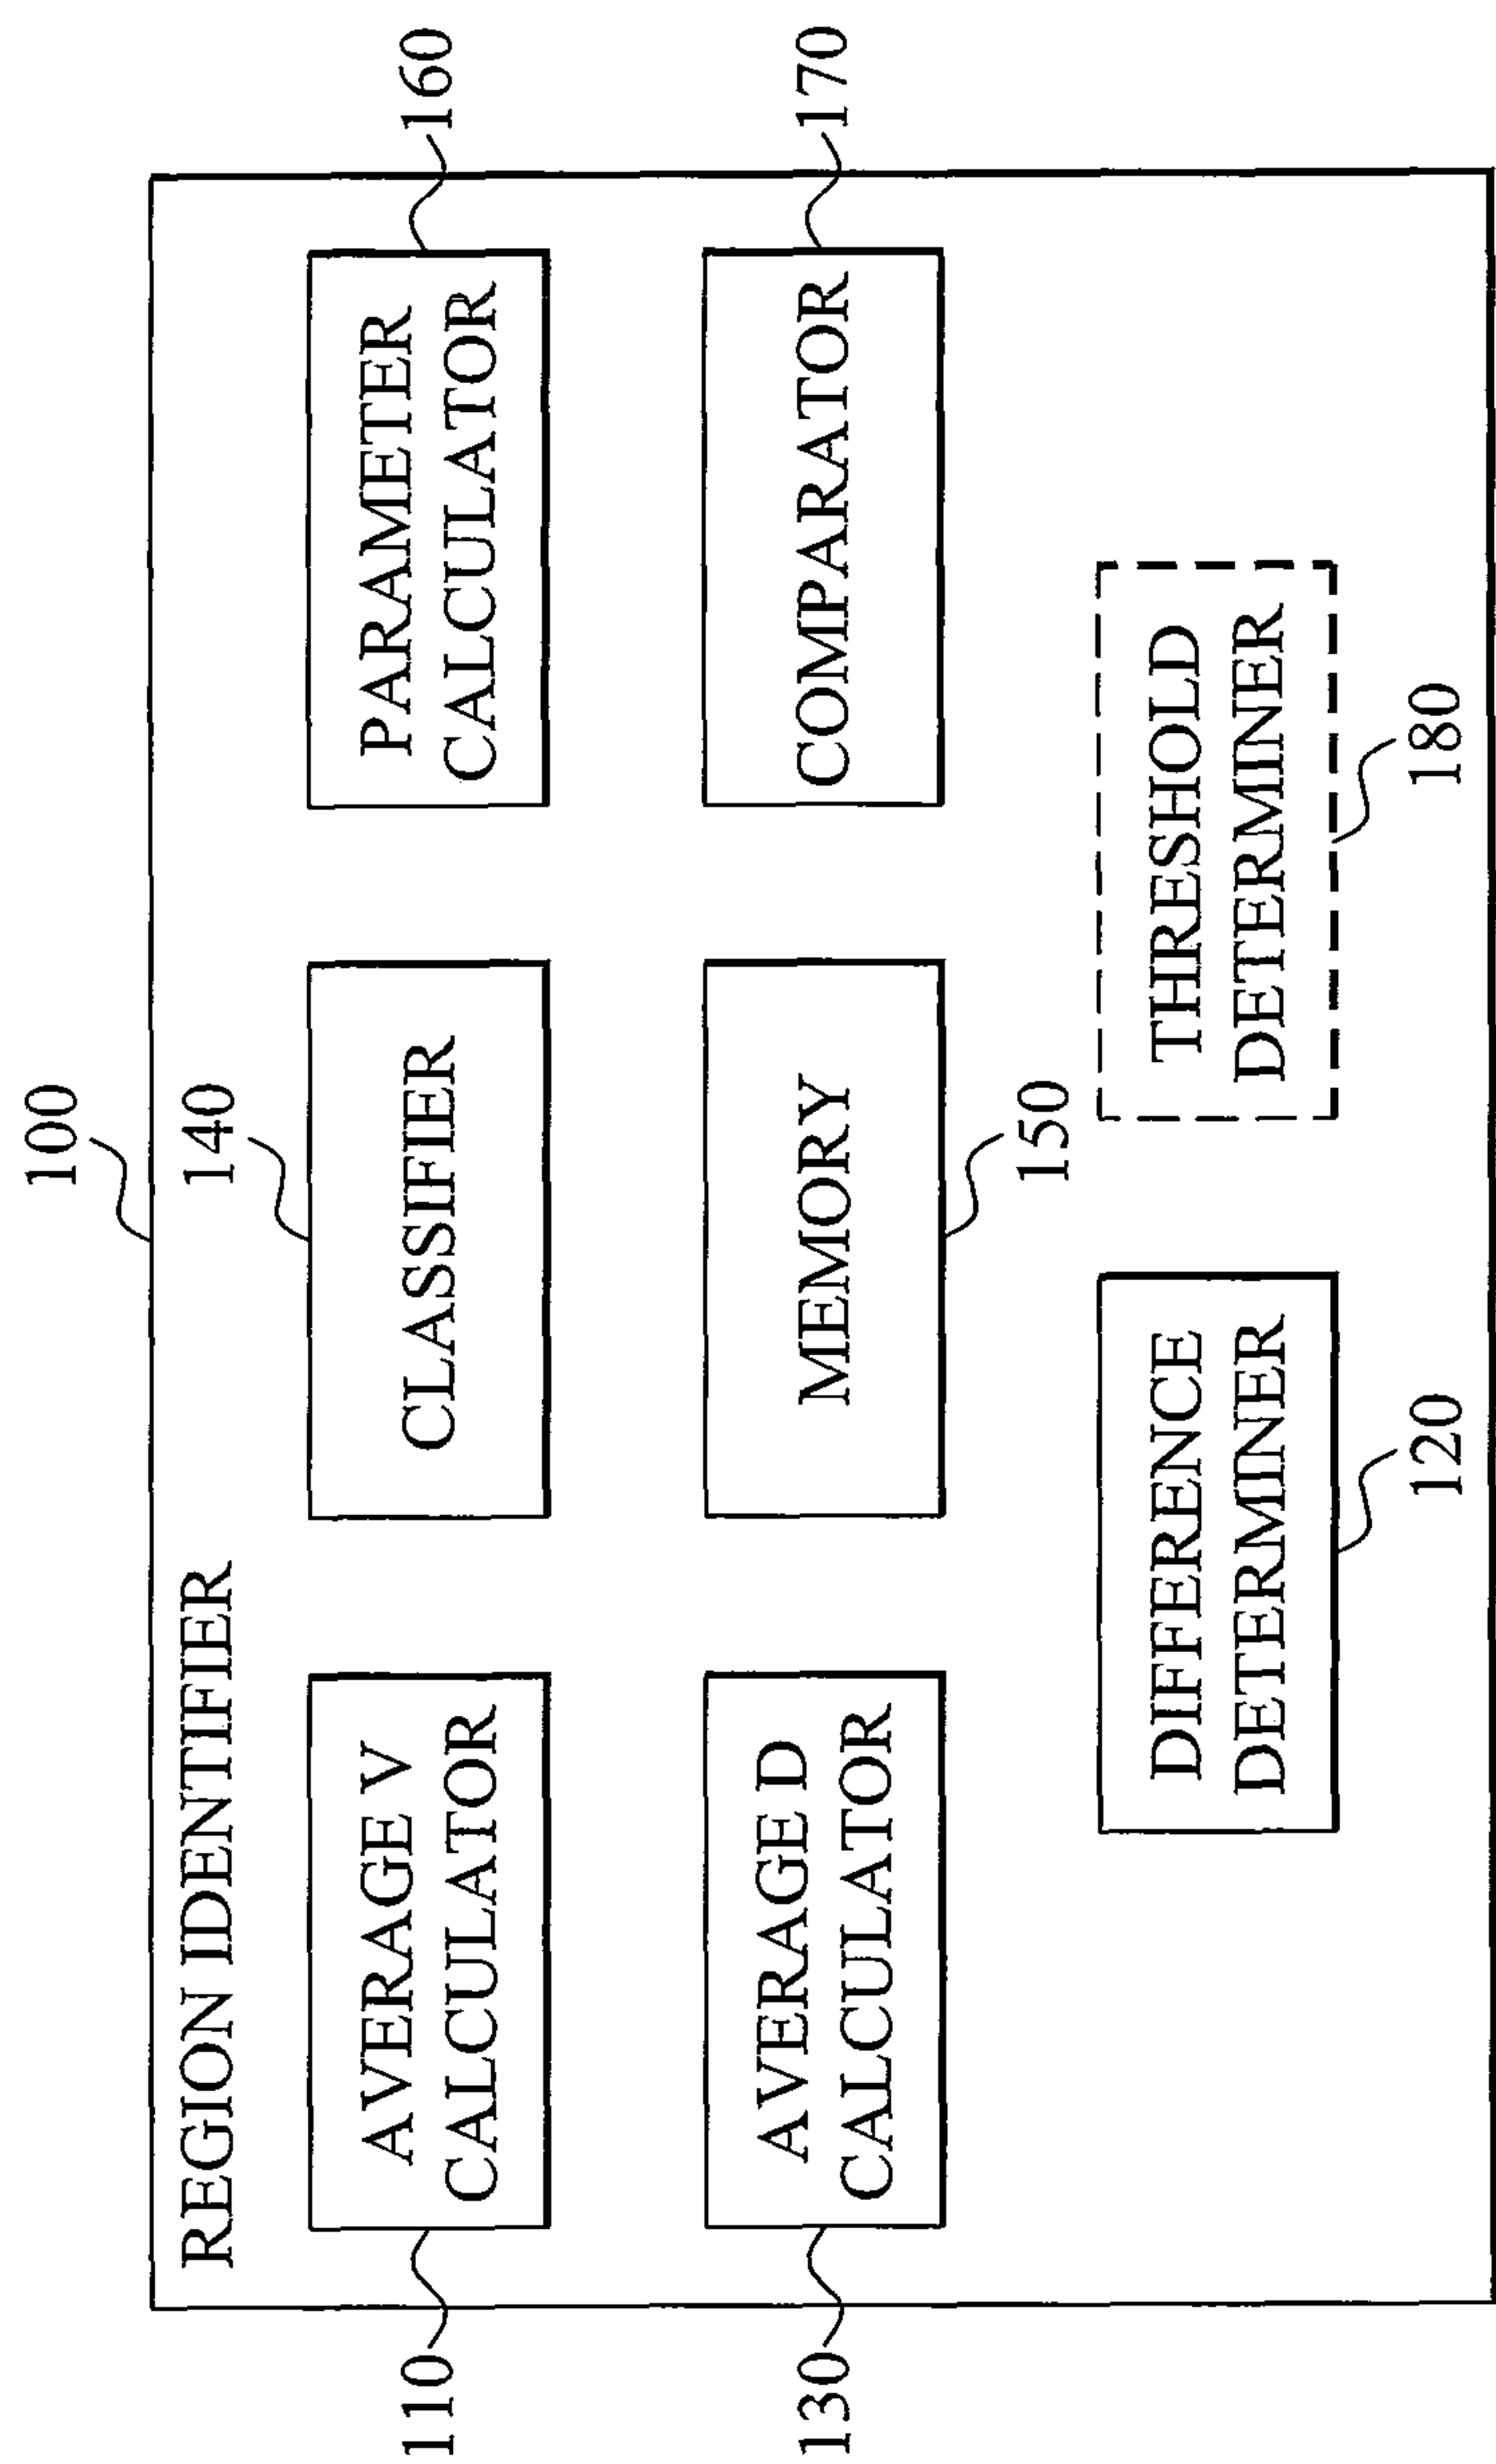 100
REGION IDENTIFIER
140
110
AVERAGE V
CALCULATOR
CLASSIFIER
PARAMETER
CALCULATOR
160
130
AVERAGE D
CALCULATOR
MEMORY
COMPARATOR
170
150
DIFFERENCE
DETERMINER
THRESHOLD
DETERMINER
120
180